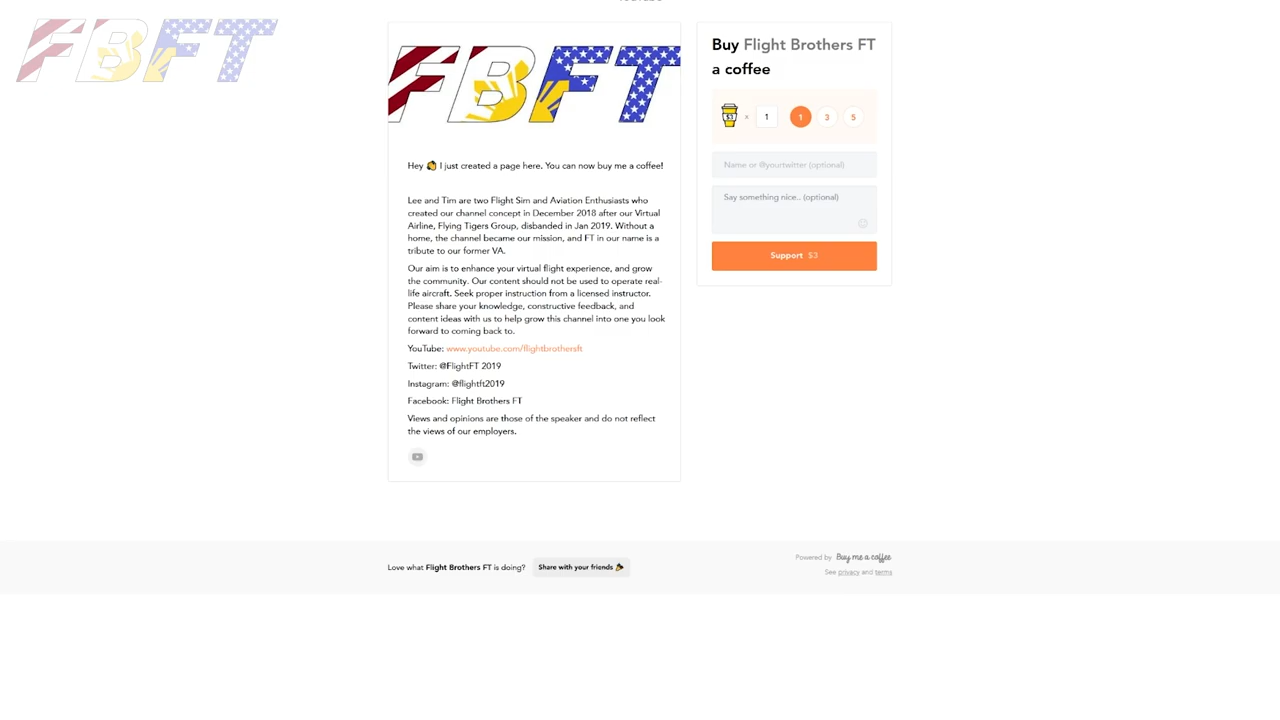 FBFT
FBFT
Hey I just created a page here. You can now buy me a coffee!
Lee and Tim are two Flight Sim and Aviation Enthusiasts who
created our channel concept in December 2018 after our Virtual
Airline, Flying Tigers Group, disbanded in Jan 2019. Without a
home, the channel became our mission, and FT in our name is a
tribute to our former VA.
Our aim is to enhance your virtual flight experience, and grow
the community. Our content should not be used to operate real-
life aircraft. Seek proper instruction from a licensed instructor.
Please share your knowledge, constructive feedback, and
content ideas with us to help grow this channel into one you look
forward to coming back to.
YouTube: www.youtube.com/flightbrothersft
Twitter: @FlightFT 2019
Instagram: @flightft2019
Facebook: Flight Brothers FT
Views and opinions are those of the speaker and do not reflect
the views of our employers.
Buy Flight Brothers FT
a coffee
$3 x 1 1 3 5
Name or @yourtwitter (optional)
Say something nice.. (optional)
Support $3
Love what Flight Brothers FT is doing? Share with your friends
Powered by Buy me a coffee
See privacy and terms